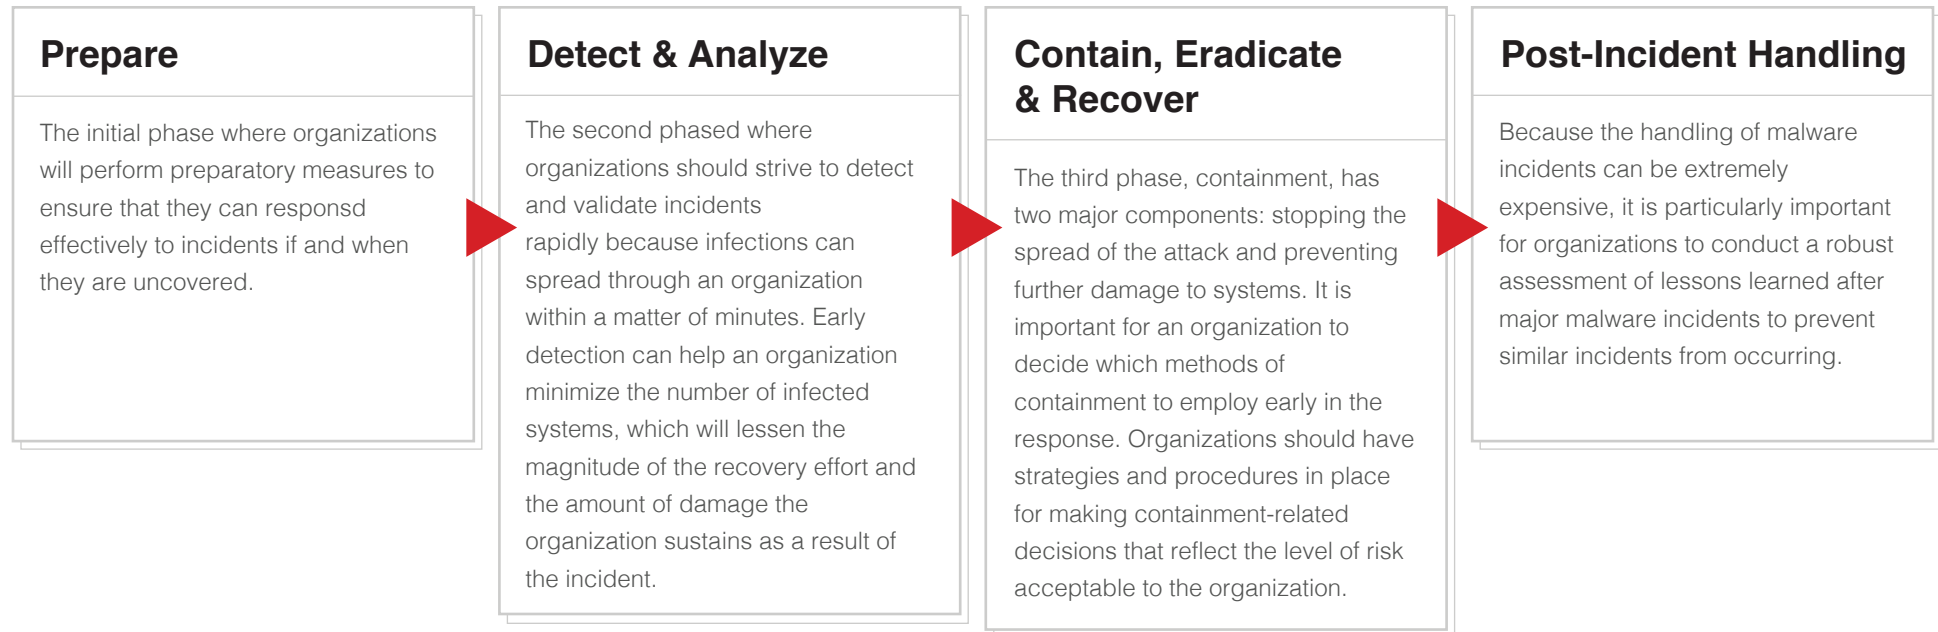 Prepare
The initial phase where organizations
will perform preparatory measures to
ensure that they can responsd
effectively to incidents if and when
they are uncovered.
Detect & Analyze
The second phased where
organizations should strive to detect
and validate incidents
rapidly because infections can
spread through an organization
within a matter of minutes. Early
detection can help an organization
minimize the number of infected
systems, which will lessen the
magnitude of the recovery effort and
the amount of damage the
organization sustains as a result of
the incident.
Contain, Eradicate
& Recover
The third phase, containment, has
two major components: stopping the
spread of the attack and preventing
further damage to systems. It is
important for an organization to
decide which methods of
containment to employ early in the
response. Organizations should have
strategies and procedures in place
for making containment-related
decisions that reflect the level of risk
acceptable to the organization.
Post-Incident Handling
Because the handling of malware
incidents can be extremely
expensive, it is particularly important
for organizations to conduct a robust
assessment of lessons learned after
major malware incidents to prevent
similar incidents from occurring.